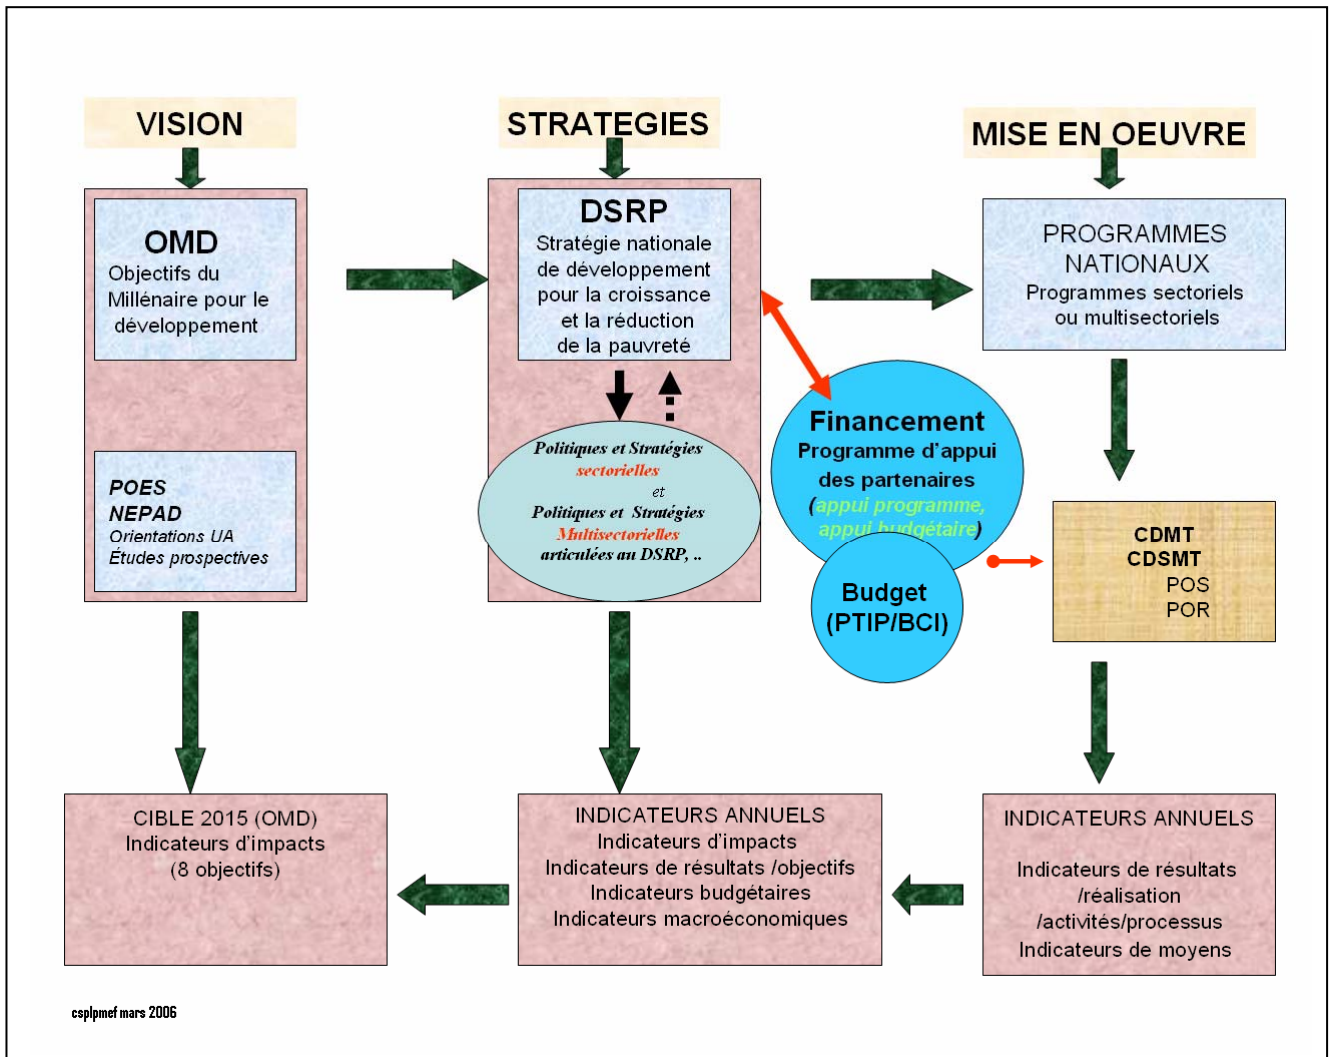 VISION
OMD
Objectifs du
Millénaire pour le
développement
POES
NEPAD
Orientations UA
Études prospectives
STRATEGIES
DSRP
Stratégie nationale
de développement
pour la croissance
et la réduction
de la pauvreté
Politiques et Stratégies
sectorielles
et
Politiques et Stratégies
Multisectorielles
articulées au DSRP, ..
MISE EN OEUVRE
PROGRAMMES
NATIONAUX
Programmes sectoriels
ou multisectoriels
Financement
Programme d'appui
des partenaires
(appui programme,
appui budgétaire)
Budget
(PTIP/BCI)
CDMT
CDSMT
POS
POR
CIBLE 2015 (OMD)
Indicateurs d'impacts
(8 objectifs)
INDICATEURS ANNUELS
Indicateurs d'impacts
Indicateurs de résultats /objectifs
Indicateurs budgétaires
Indicateurs macroéconomiques
INDICATEURS ANNUELS
Indicateurs de résultats
/réalisation
/activités/processus
Indicateurs de moyens
csplpmef mars 2006